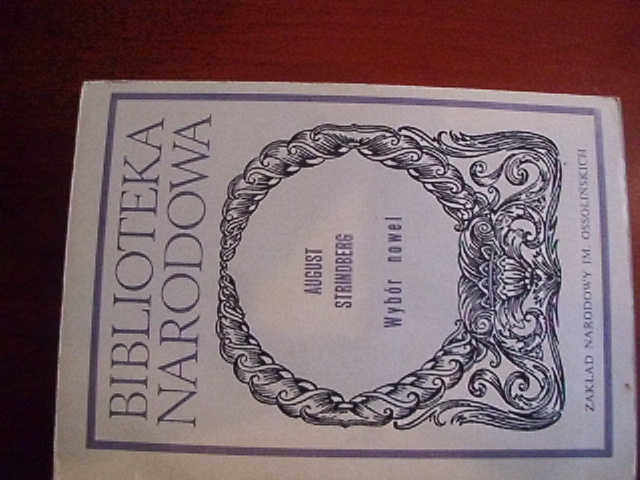 BIBLIOTEKA
NARODOWA
AUGUST
STRINDBERG
Wybór nowel
ZAKŁAD NARODOWY IM. OSSOLIŃSKICH